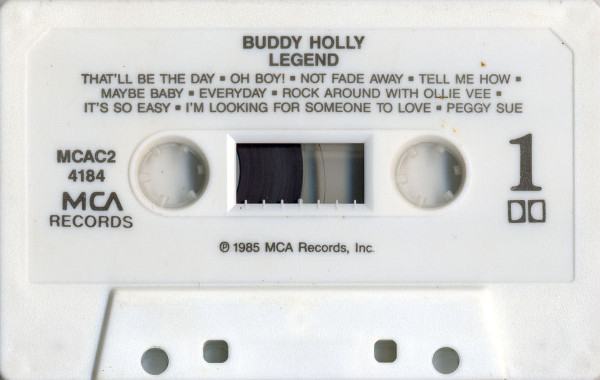 BUDDY HOLLY
LEGEND
THAT'LL BE THE DAY ▪ OH BOY! ▪ NOT FADE AWAY ▪ TELL ME HOW ▪
MAYBE BABY ▪ EVERYDAY ▪ ROCK AROUND WITH OLLIE VEE ▪
IT'S SO EASY ▪ I'M LOOKING FOR SOMEONE TO LOVE ▪ PEGGY SUE
MCAC2
4184
MCA
RECORDS
1
℗ 1985 MCA Records, Inc.